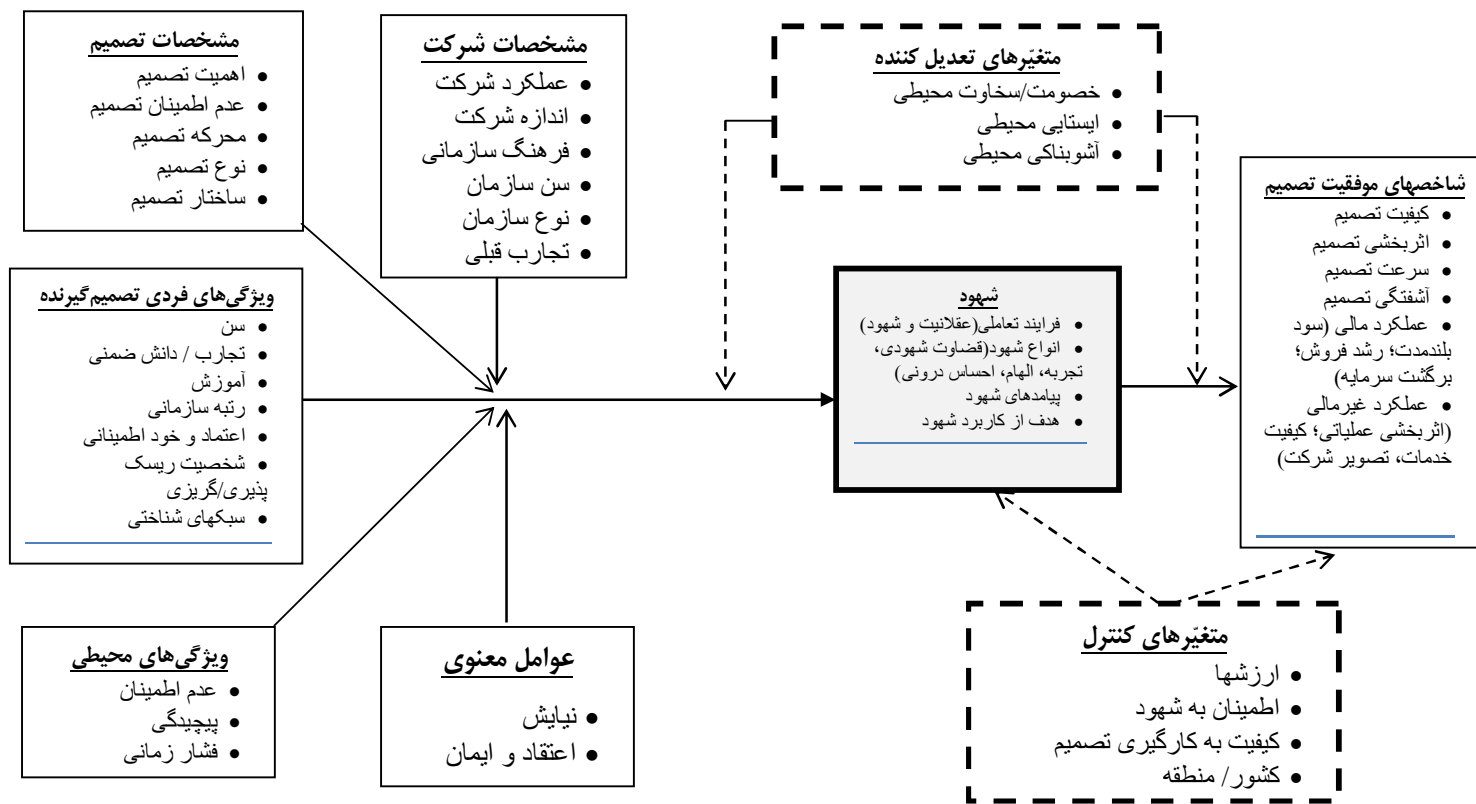 مشخصات تصمیم
• اهمیت تصمیم
• عدم اطمینان تصمیم
• محرکه تصمیم
• نوع تصمیم
• ساختار تصمیم
مشخصات شرکت
• عملکرد شرکت
• اندازه شرکت
• فرهنگ سازمانی
• سن سازمان
• نوع سازمان
• تجارب قبلی
متغیّرهای تعدیل کننده
• خصومت/سخاوت محیطی
• ایستایی محیطی
• آشوبناکی محیطی
شاخصهای موفقیت تصمیم
• کیفیت تصمیم
• اثربخشی تصمیم
• سرعت تصمیم
• آشفتگی تصمیم
• عملکرد مالی (سود
بلندمدت؛ رشد فروش؛
برگشت سرمایه)
• عملکرد غیرمالی
(اثربخشی عملیاتی؛ کیفیت
خدمات، تصویر شرکت)
ویژگی‌های فردی تصمیم‌گیرنده
• سن
• تجارب / دانش ضمنی
• آموزش
• رتبه سازمانی
• اعتماد و خود اطمینانی
• شخصیت ریسک
پذیری/گریزی
• سبکهای شناختی
شهود
• فرایند تعاملی(عقلانیت و شهود)
• انواع شهود(قضاوت شهودی،
تجربه، الهام، احساس درونی)
• پیامدهای شهود
• هدف از کاربرد شهود
ویژگی‌های محیطی
• عدم اطمینان
• پیچیدگی
• فشار زمانی
عوامل معنوی
• نیایش
• اعتقاد و ایمان
متغیّرهای کنترل
• ارزشها
• اطمینان به شهود
• کیفیت به کارگیری تصمیم
• کشور/ منطقه